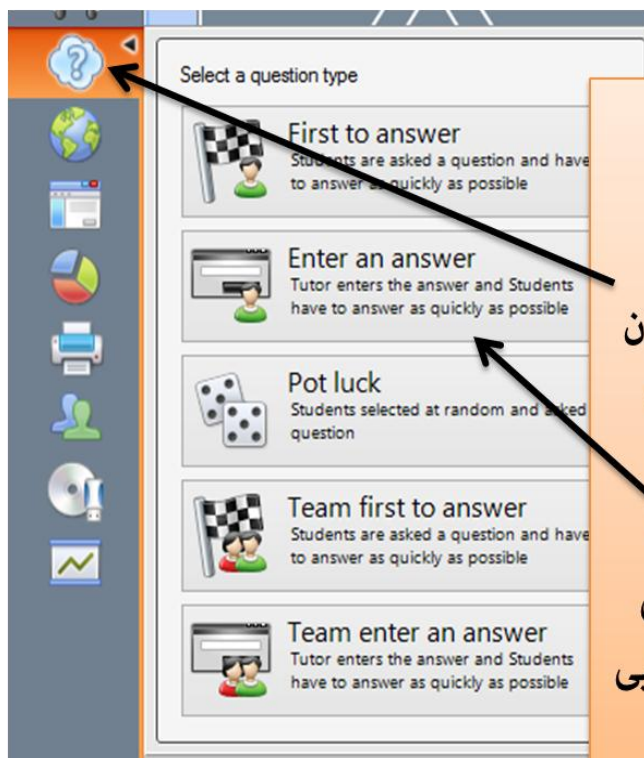 Select a question type
First to answer
Students are asked a question and have
to answer as quickly as possible
Enter an answer
Tutor enters the answer and Students
have to answer as quickly as possible
Pot luck
Students selected at random and asked
question
Team first to answer
Students are asked a question and have
to answer as quickly as possible
Team enter an answer
Tutor enters the answer and Students
have to answer as quickly as possible